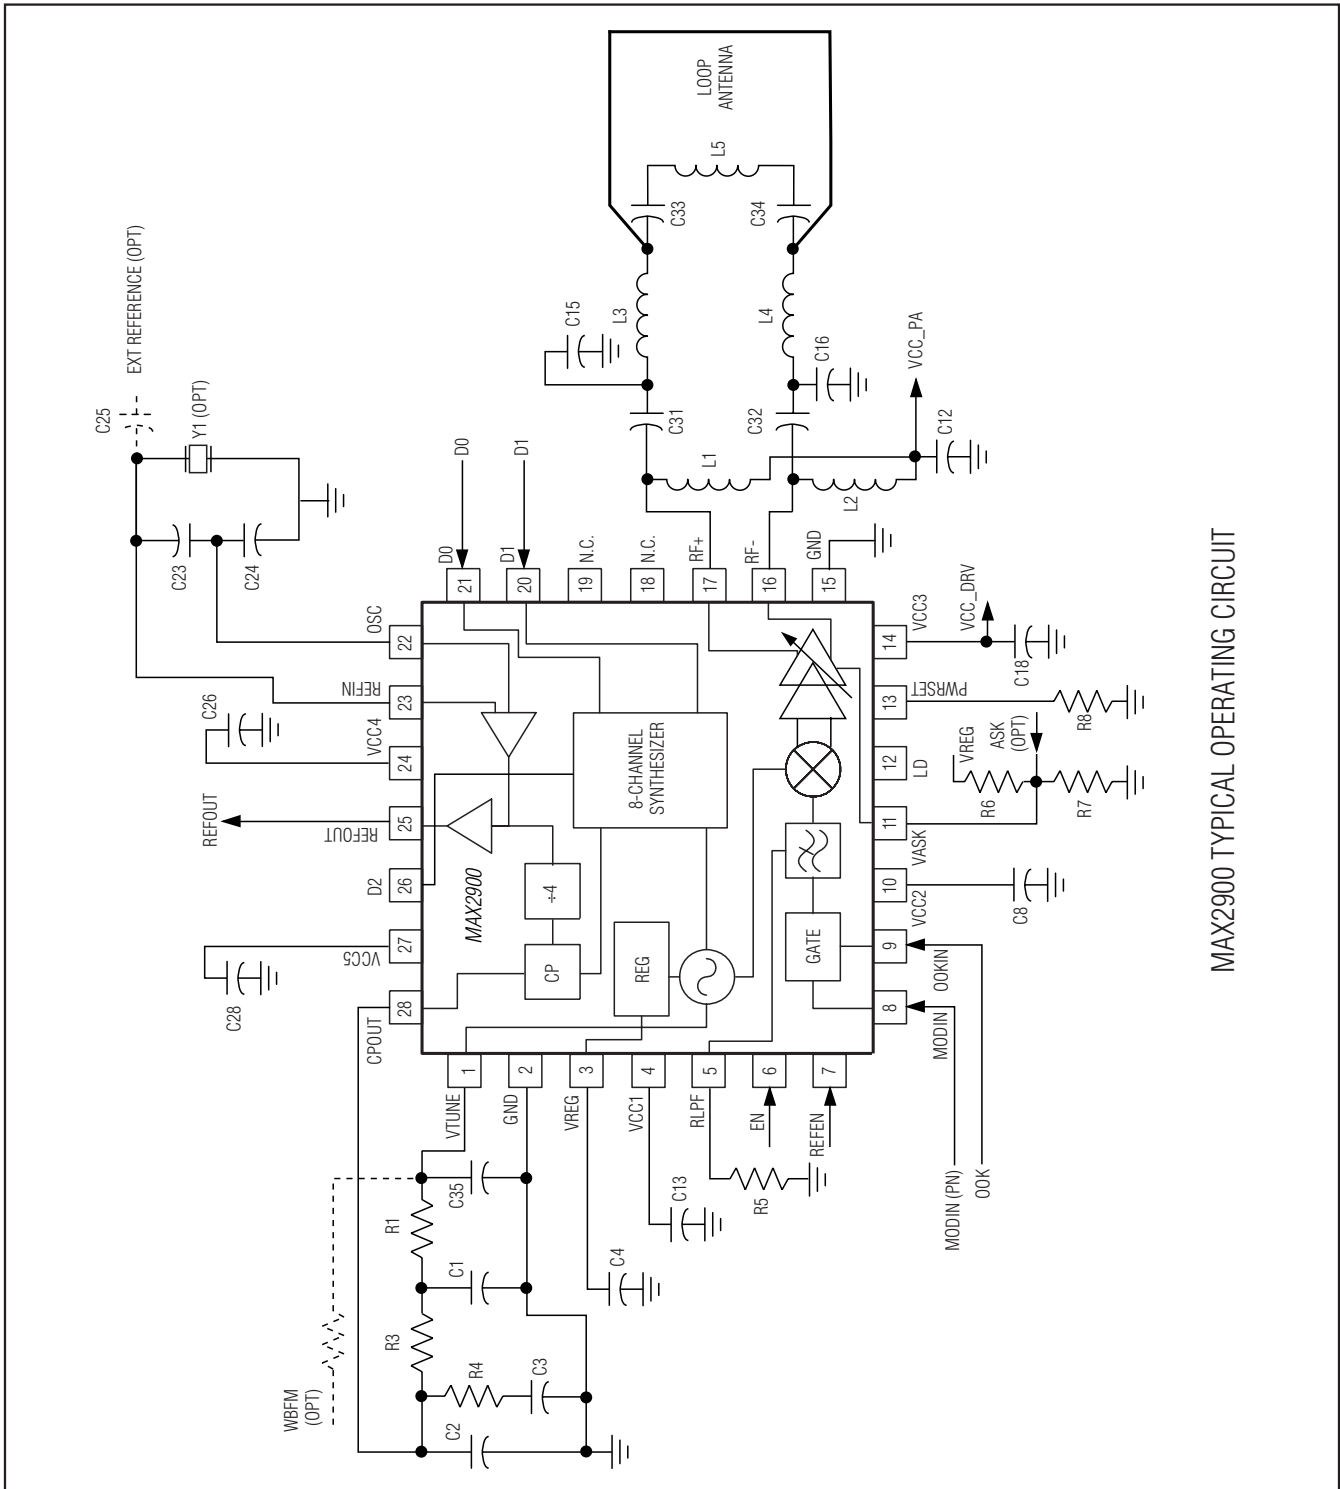 LOOP
ANTENNA
L5
C33
C34
EXT REFERENCE (OPT)
C25
Y1 (OPT)
C15
L3
L4
C16
VCC_PA
C31
C32
C12
L1
L2
C23
C24
D0
D1
OSC
REFIN
C26
VCC4
REFOUT
REFOUT
D2
VCC5
C28
CPOUT
D0
D1
N.C.
N.C.
RF+
RF-
GND
21
20
19
18
17
16
15
22
23
24
25
26
27
28
14
13
12
11
10
9
8
1
2
3
4
5
6
7
MAX2900
8-CHANNEL
SYNTHESIZER
÷4
CP
REG
GATE
VCC3
VCC_DRV
C18
PWRSET
R8
LD
VREG
ASK
(OPT)
R6
R7
VASK
VCC2
C8
OOKIN
MODIN
MODIN (PN)
OOK
VTUNE
GND
VREG
VCC1
RLPF
EN
REFEN
R5
C13
C4
C35
R1
C1
R3
R4
C3
C2
WBFM
(OPT)
MAX2900 TYPICAL OPERATING CIRCUIT